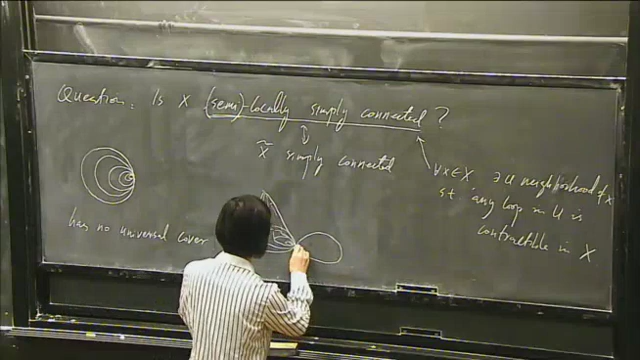 Question: Is X (semi)-locally simply connected?
X̃ simply connected
∀x∈X ∃ U neighborhood of x
s.t. any loop in U is
contractible in X
has no universal cover